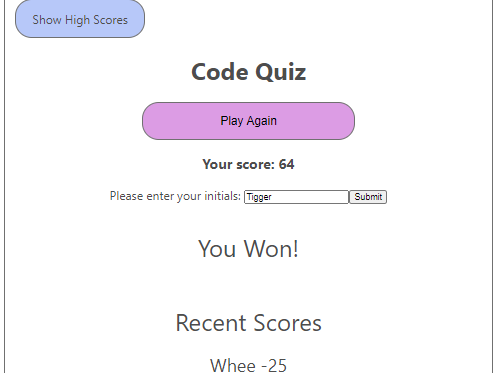 Show High Scores
Code Quiz
Play Again
Your score: 64
Please enter your initials: Tigger Submit
You Won!
Recent Scores
Whee -25